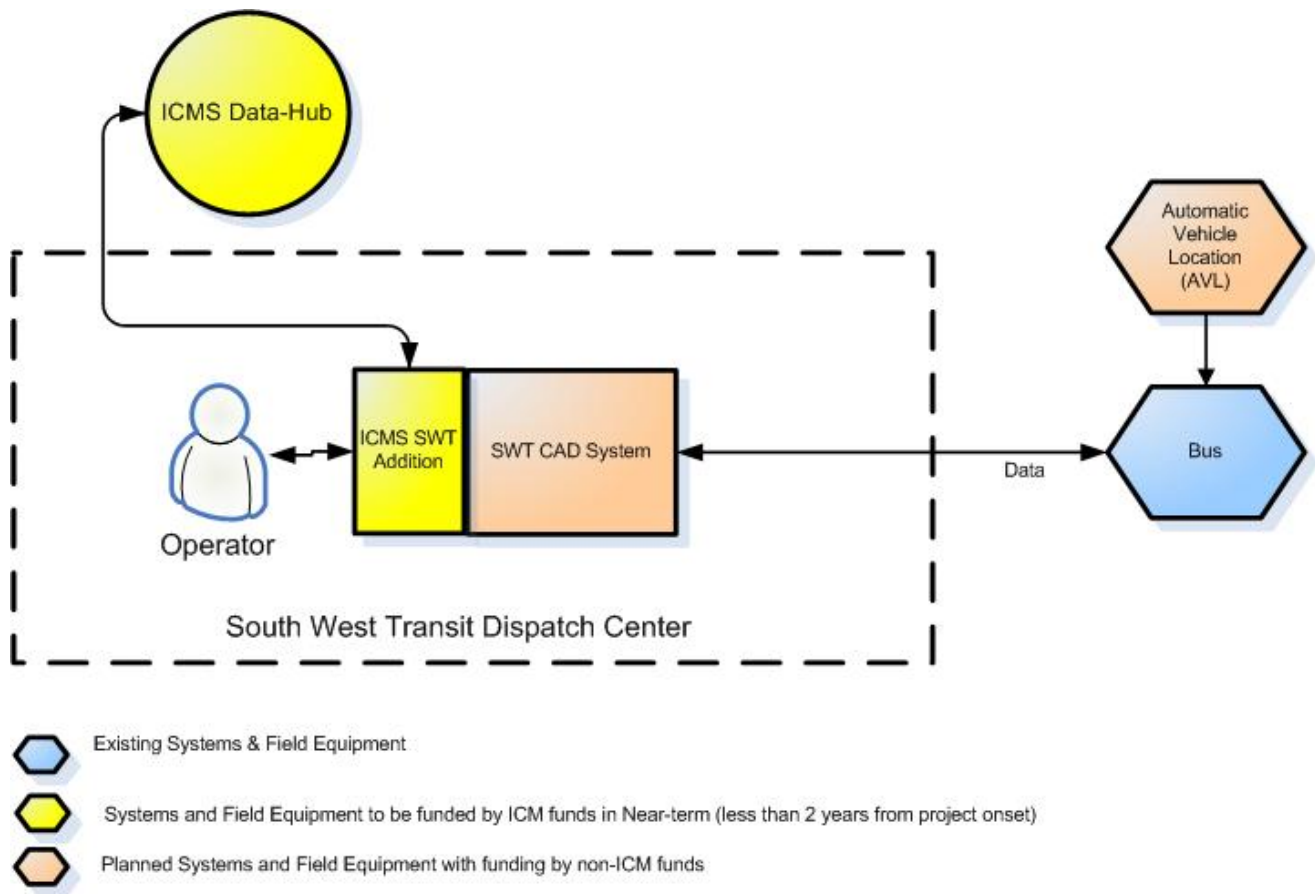 ICMS Data-Hub
Automatic
Vehicle
Location
(AVL)
ICMS SWT
Addition
SWT CAD System
Bus
Data
Operator
South West Transit Dispatch Center
Existing Systems & Field Equipment
Systems and Field Equipment to be funded by ICM funds in Near-term (less than 2 years from project onset)
Planned Systems and Field Equipment with funding by non-ICM funds